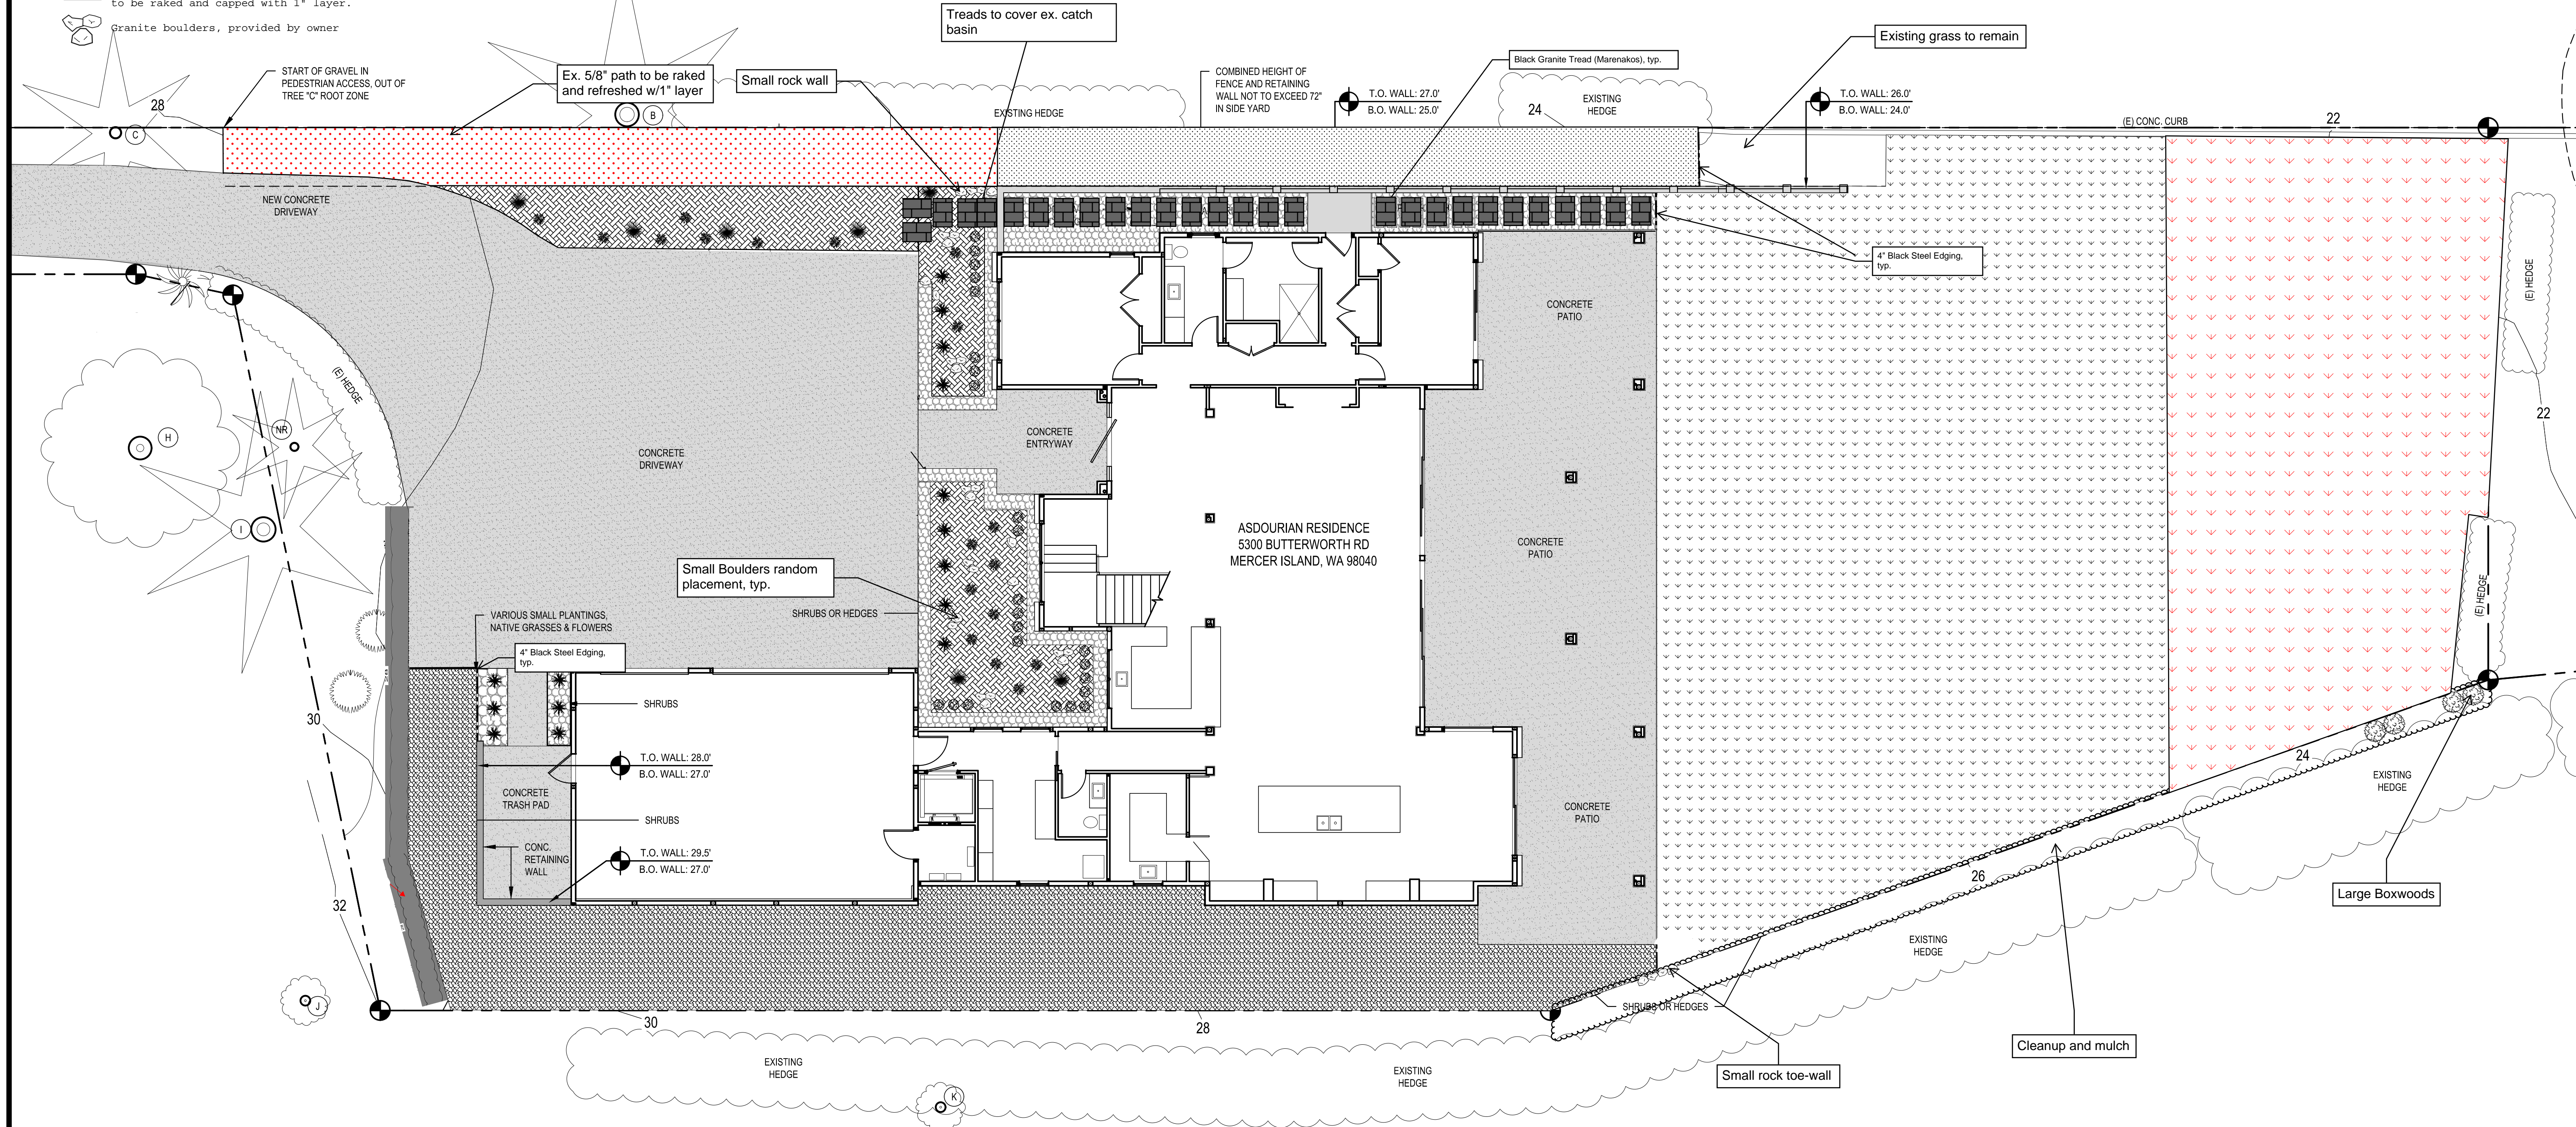 to be raked and capped with 1" layer.
Granite boulders, provided by owner
START OF GRAVEL IN
PEDESTRIAN ACCESS, OUT OF
TREE "C" ROOT ZONE
Ex. 5/8" path to be raked
and refreshed w/1" layer
Small rock wall
Treads to cover ex. catch
basin
COMBINED HEIGHT OF
FENCE AND RETAINING
WALL NOT TO EXCEED 72"
IN SIDE YARD
Black Granite Tread (Marenakos), typ.
Existing grass to remain
T.O. WALL: 27.0'
B.O. WALL: 25.0'
EXISTING
HEDGE
T.O. WALL: 26.0'
B.O. WALL: 24.0'
28
C
B
EXISTING HEDGE
24
(E) CONC. CURB
22
NEW CONCRETE
DRIVEWAY
4" Black Steel Edging,
typ.
(E) HEDGE
CONCRETE
PATIO
(E) HEDGE
22
H
NR
I
CONCRETE
DRIVEWAY
CONCRETE
ENTRYWAY
ASDOURIAN RESIDENCE
5300 BUTTERWORTH RD
MERCER ISLAND, WA 98040
CONCRETE
PATIO
Small Boulders random
placement, typ.
SHRUBS OR HEDGES
(E) HEDGE
VARIOUS SMALL PLANTINGS,
NATIVE GRASSES & FLOWERS
4" Black Steel Edging,
typ.
SHRUBS
30
T.O. WALL: 28.0'
B.O. WALL: 27.0'
CONCRETE
TRASH PAD
SHRUBS
CONCRETE
PATIO
24
EXISTING
HEDGE
CONC.
RETAINING
WALL
T.O. WALL: 29.5'
B.O. WALL: 27.0'
32
26
Large Boxwoods
EXISTING
HEDGE
J
30
28
SHRUBS OR HEDGES
Cleanup and mulch
EXISTING
HEDGE
EXISTING
HEDGE
Small rock toe-wall
K